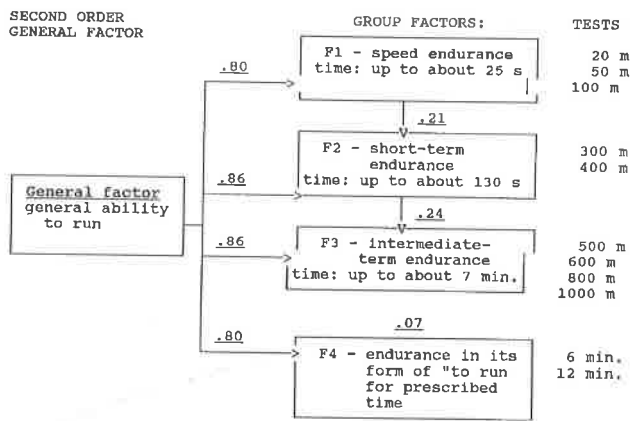 SECOND ORDER
GENERAL FACTOR
GROUP FACTORS:
TESTS
F1 - speed endurance
time: up to about 25 s
20 m
50 m
100 m
.80
.21
F2 - short-term
endurance
time: up to about 130 s
300 m
400 m
General factor
general ability
to run
.86
.24
.86
F3 - intermediate-
term endurance
time: up to about 7 min.
500 m
600 m
800 m
1000 m
.07
.80
F4 - endurance in its
form of "to run
for prescribed
time
6 min.
12 min.